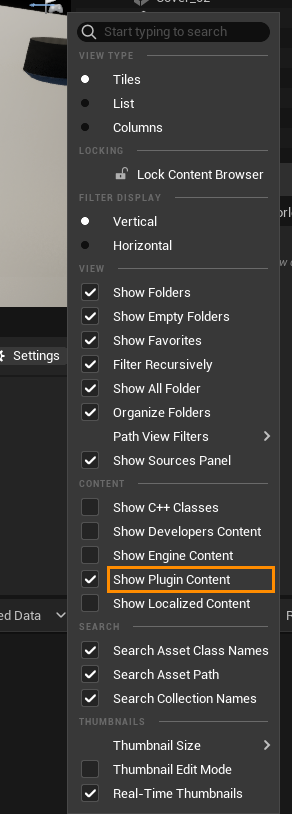 Start typing to search
VIEW TYPE
Tiles
List
Columns
LOCKING
Lock Content Browser
FILTER DISPLAY
Vertical
Horizontal
VIEW
Show Folders
Show Empty Folders
Show Favorites
Settings
Filter Recursively
Show All Folder
Organize Folders
Path View Filters
Show Sources Panel
CONTENT
Show C++ Classes
Show Developers Content
Show Engine Content
Show Plugin Content
Show Localized Content
ed Data
SEARCH
Search Asset Class Names
Search Asset Path
Search Collection Names
THUMBNAILS
Thumbnail Size
Thumbnail Edit Mode
Real-Time Thumbnails